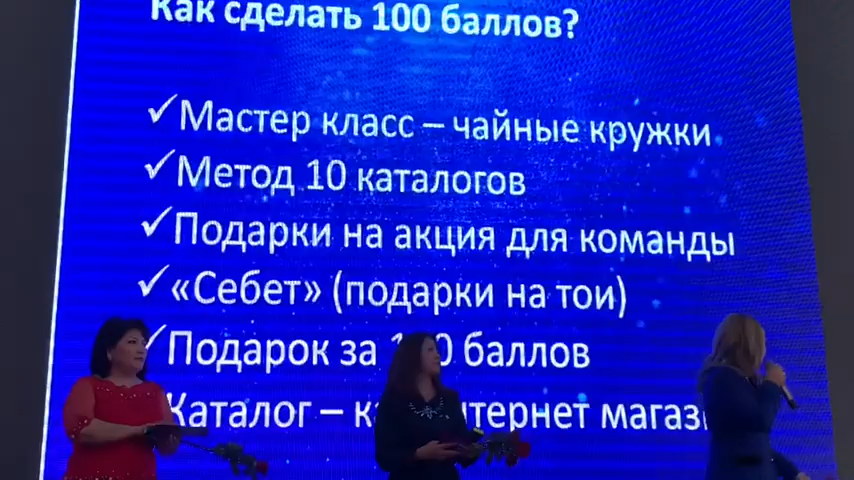 Как сделать 100 баллов?
✓Мастер класс – чайные кружки
✓Метод 10 каталогов
✓Подарки на акция для команды
✓«Себет» (подарки на тои)
✓Подарок за 0 баллов
Каталог –